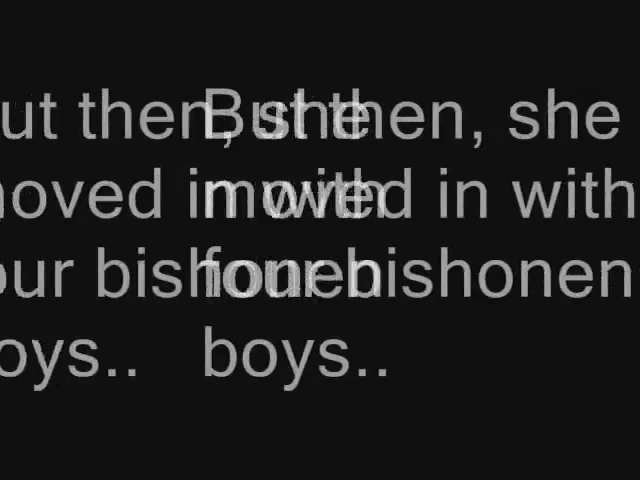 But then, she
moved in with
four bishonen
boys..